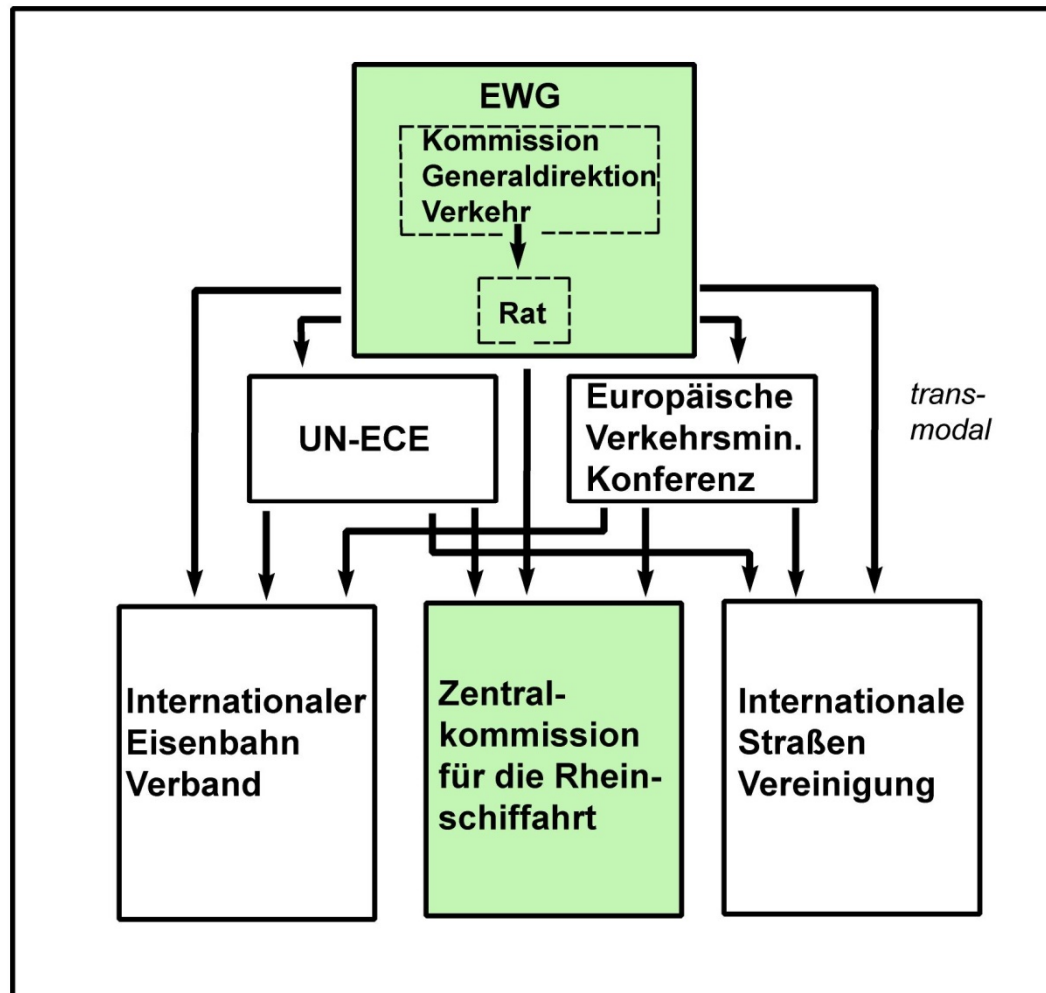 EWG
Kommission
Generaldirektion
Verkehr
Rat
UN-ECE
Europäische
Verkehrsmin.
Konferenz
trans-
modal
Internationaler
Eisenbahn
Verband
Zentral-
kommission
für die Rhein-
schiffahrt
Internationale
Straßen
Vereinigung